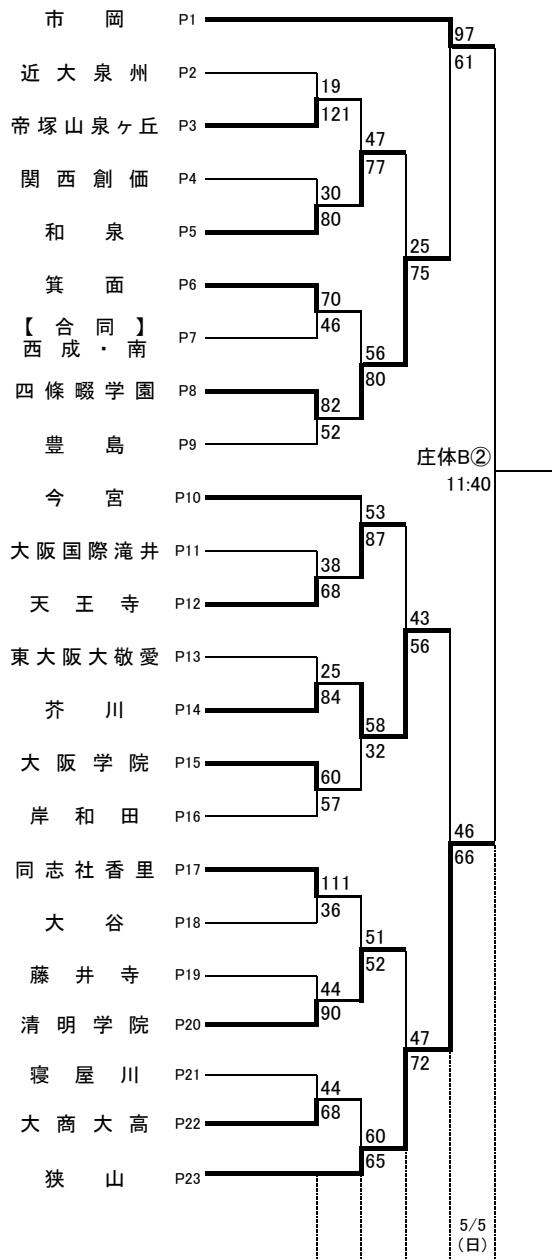 市岡 P1
97
61
近大泉州 P2
19
121
帝塚山泉ヶ丘 P3
47
77
関西創価 P4
30
80
和泉 P5
25
75
箕面 P6
70
46
【合同】
西成・南 P7
56
80
四條畷学園 P8
82
52
豊島 P9
庄体B②
11:40
今宮 P10
53
87
大阪国際滝井 P11
38
68
天王寺 P12
43
56
東大阪大敬愛 P13
25
84
芥川 P14
58
32
大阪学院 P15
60
57
岸和田 P16
46
66
同志社香里 P17
111
36
大谷 P18
51
52
藤井寺 P19
44
90
清明学院 P20
47
72
寝屋川 P21
44
68
大商大高 P22
60
65
狭山 P23
5/5
(日)